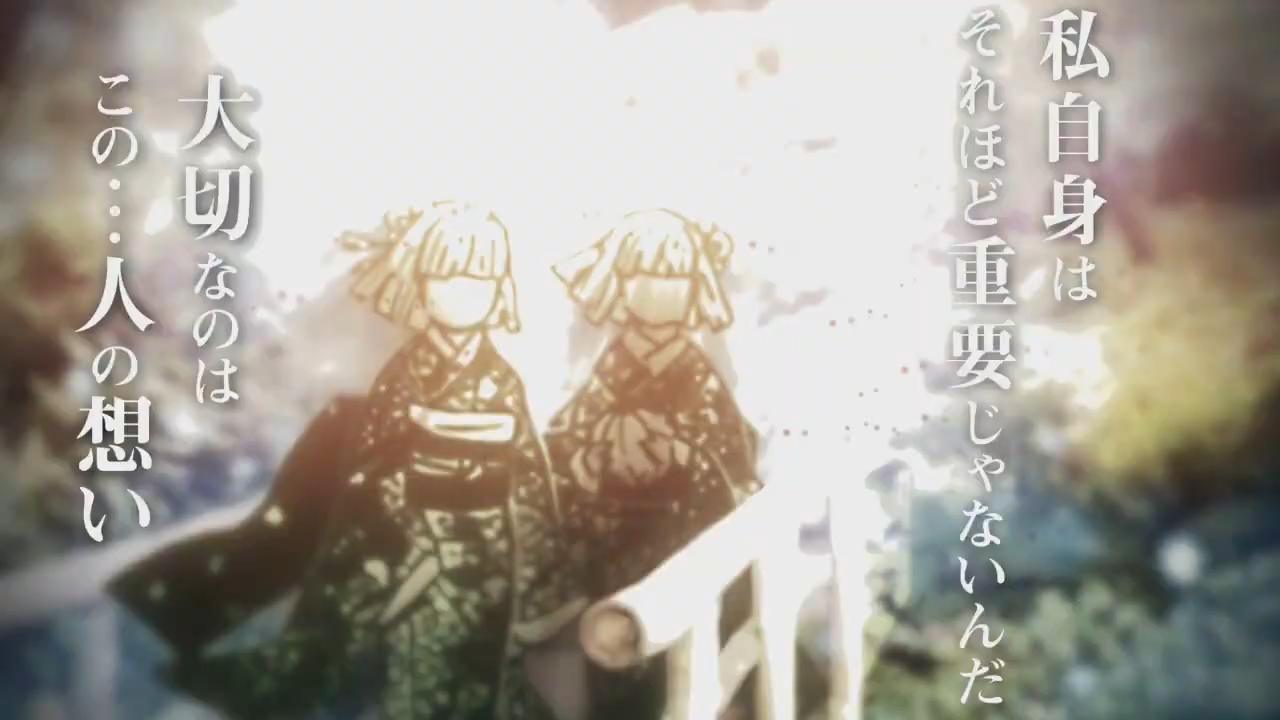 私自身は
それほど重要じゃないんだ
大切なのは
この…人の想い